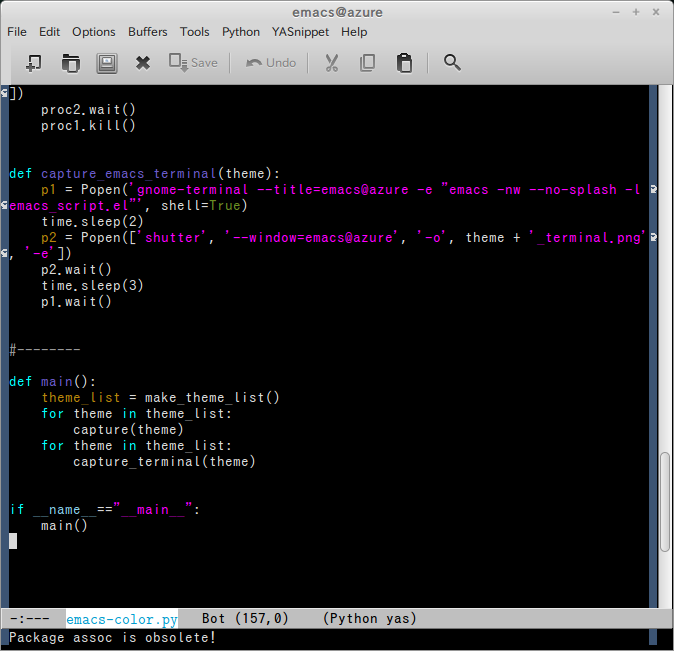 emacs@azure
File Edit Options Buffers Tools Python YASnippet Help
Save Undo
])
    proc2.wait()
    proc1.kill()
def capture_emacs_terminal(theme):
    p1 = Popen('gnome-terminal --title=emacs@azure -e "emacs -nw --no-splash -l
emacs_script.el"', shell=True)
    time.sleep(2)
    p2 = Popen(['shutter', '--window=emacs@azure', '-o', theme + '_terminal.png'
, '-e'])
    p2.wait()
    time.sleep(3)
    p1.wait()
#--------
def main():
    theme_list = make_theme_list()
    for theme in theme_list:
        capture(theme)
    for theme in theme_list:
        capture_terminal(theme)
if __name__=="__main__":
    main()
-:--- emacs-color.py Bot (157,0) (Python yas)
Package assoc is obsolete!